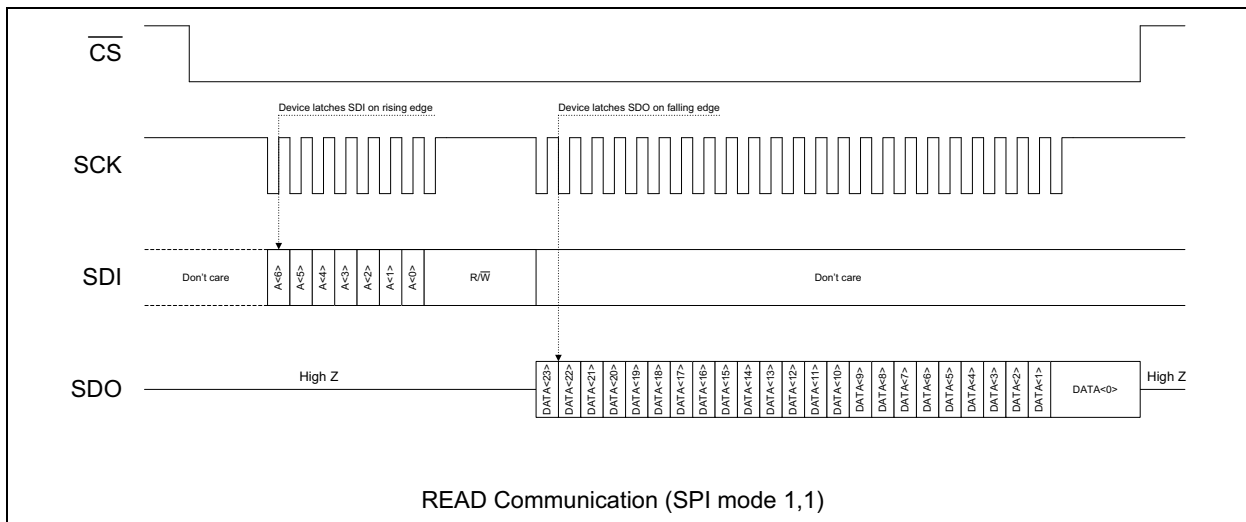 CS
Device latches SDI on rising edge
Device latches SDO on falling edge
SCK
SDI
Don't care
A<6>
A<5>
A<4>
A<3>
A<2>
A<1>
A<0>
R/W
Don't care
SDO
High Z
DATA<23>
DATA<22>
DATA<21>
DATA<20>
DATA<19>
DATA<18>
DATA<17>
DATA<16>
DATA<15>
DATA<14>
DATA<13>
DATA<12>
DATA<11>
DATA<10>
DATA<9>
DATA<8>
DATA<7>
DATA<6>
DATA<5>
DATA<4>
DATA<3>
DATA<2>
DATA<1>
DATA<0>
High Z
READ Communication (SPI mode 1,1)